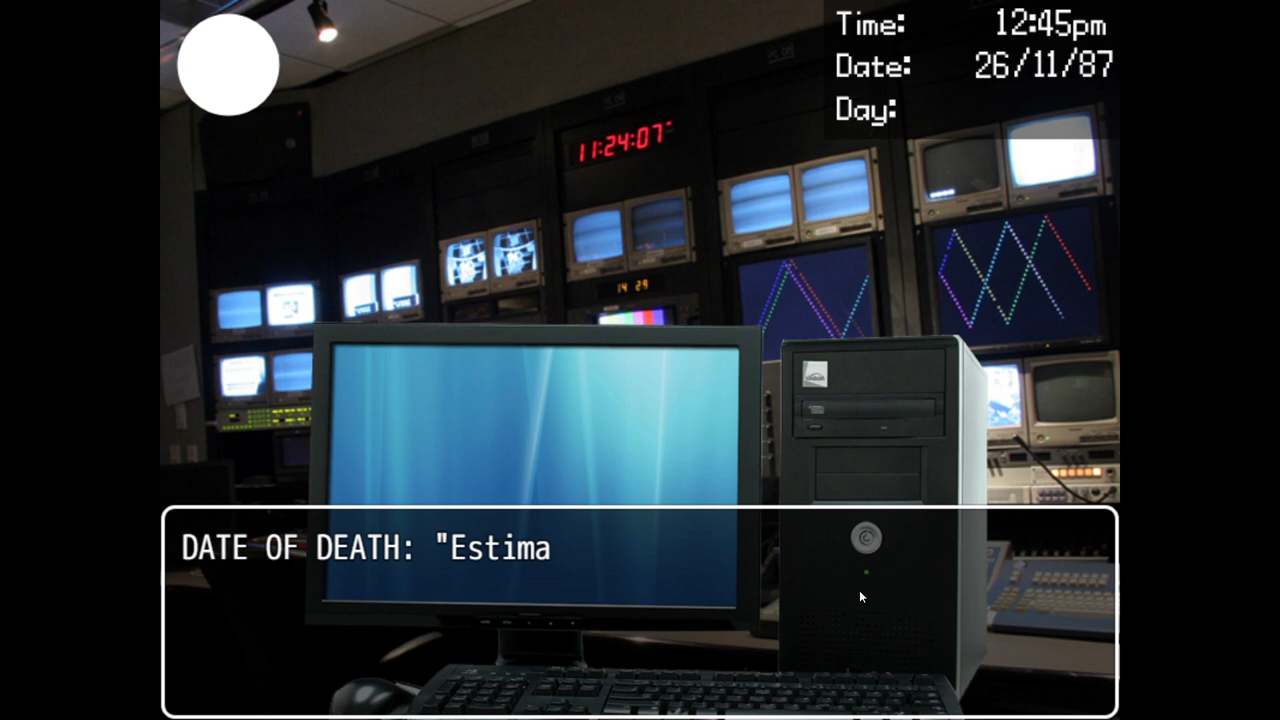 Time: 12:45pm
Date: 26/11/87
Day:
11:24:07
14 29
DATE OF DEATH: "Estima